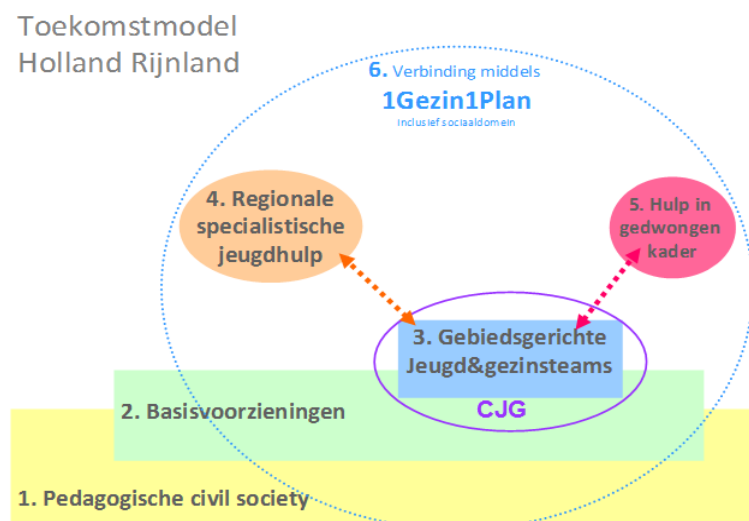 Toekomstmodel
Holland Rijnland
6. Verbinding middels
1Gezin1Plan
inclusief sociaaldomein
4. Regionale
specialistische
jeugdhulp
5. Hulp in
gedwongen
kader
3. Gebiedsgerichte
Jeugd&gezinsteams
CJG
2. Basisvoorzieningen
1. Pedagogische civil society